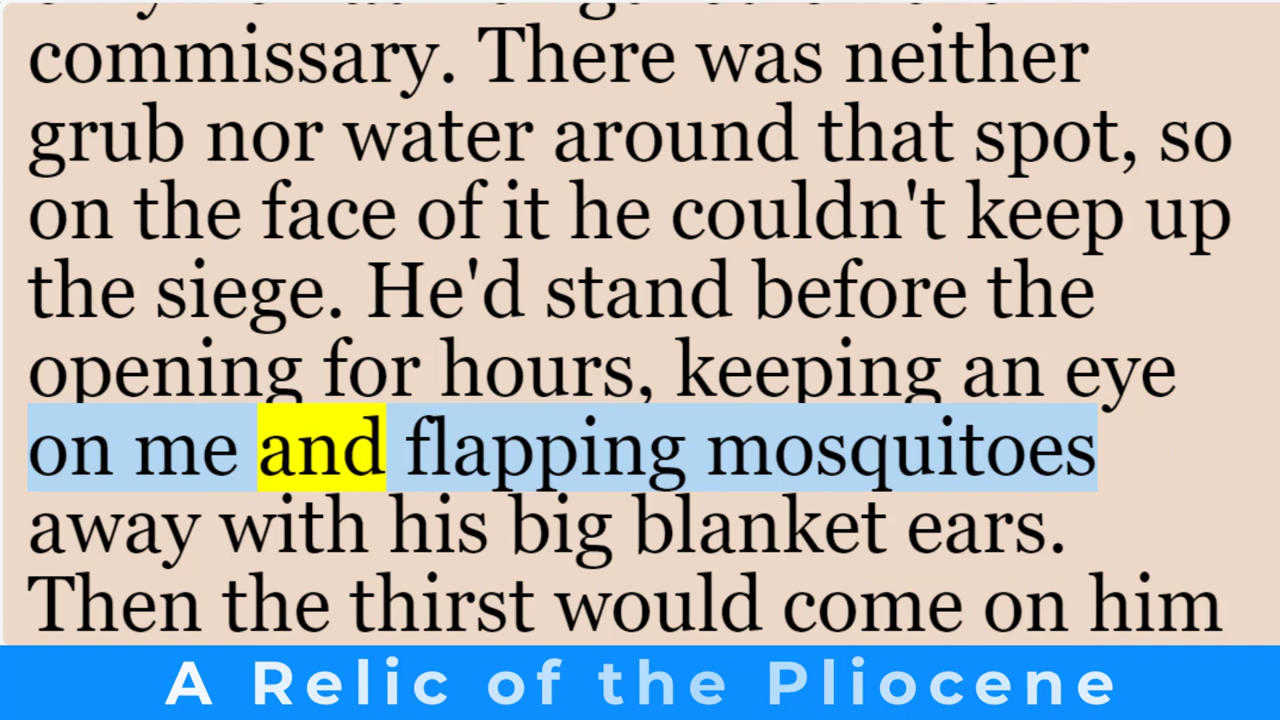 commissary. There was neither
grub nor water around that spot, so
on the face of it he couldn't keep up
the siege. He'd stand before the
opening for hours, keeping an eye
on me and flapping mosquitoes
away with his big blanket ears.
Then the thirst would come on him
A Relic of the Pliocene